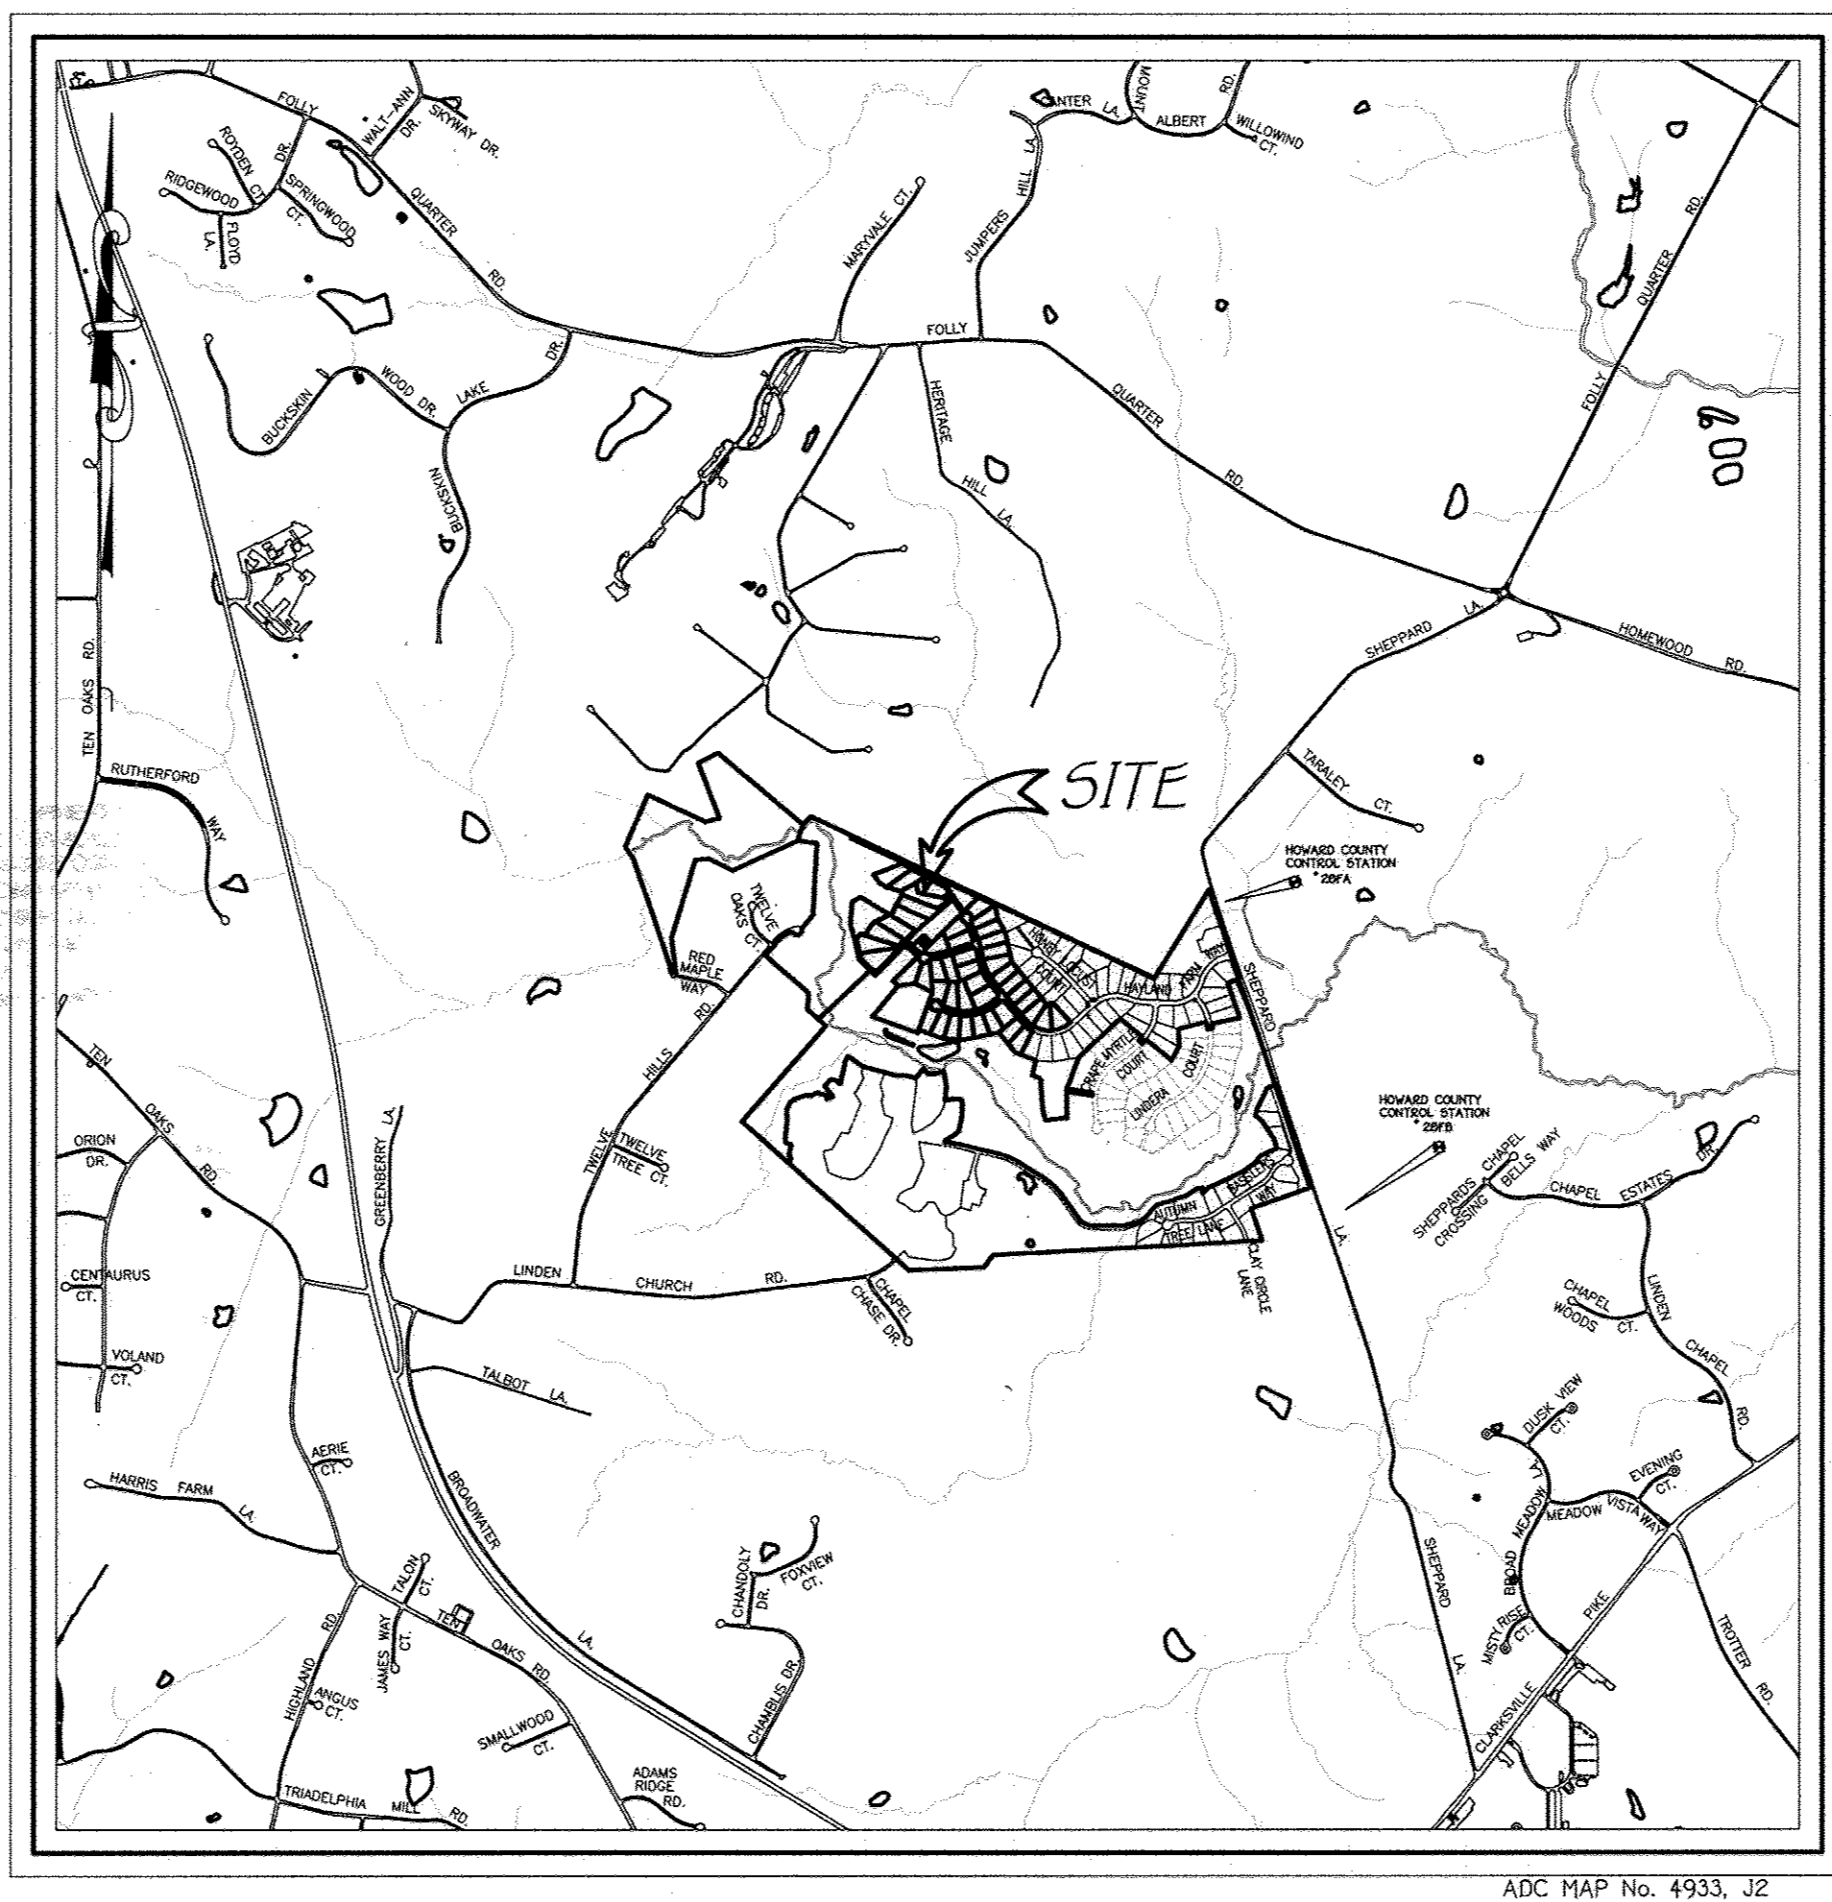 FOLLY
QUARTER
RD.
WALT-ANN
DR.
SKYWAY DR.
ROYDEN
CT.
DR.
RIDGEWOOD
SPRINGWOOD
CT.
FLOYD
LA.
MARYVALE CT.
JUMPERS
HILL
LA.
LA.
MOUNT
ALBERT
RD.
WILLOWIND
CT.
FOLLY
QUARTER
RD.
FOLLY
QUARTER
RD.
BUCKSKIN
WOOD DR.
LAKE
DR.
BUCKSKIN
HERITAGE
HILL
LA.
SHEPPARD
LA.
HOMEWOOD
RD.
TEN OAKS RD.
RUTHERFORD
WAY
SITE
TARALEY
CT.
HOWARD COUNTY
CONTROL STATION
28FA
TWELVE
OAKS CT.
RED
MAPLE
WAY
RD.
HILLS
TWELVE
TWELVE
TREE CT.
LOCUST
COURT
HAYLAND
FARM
WAY
SHEPPARD
CRAPE MYRTLE
COURT
LINDERA
COURT
HOWARD COUNTY
CONTROL STATION
28FB
BASSLERS
WAY
AUTUMN
TREE LANE
CLAY CIRCLE
LANE
LA.
SHEPPARDS
CROSSING
CHAPEL
BELLS WAY
CHAPEL
ESTATES
DR.
TEN
OAKS
RD.
ORION
DR.
GREENBERRY
LA.
CENTAURUS
CT.
VOLAND
CT.
LINDEN
CHURCH
RD.
CHAPEL
CHASE DR.
TALBOT
LA.
LINDEN
CHAPEL
RD.
CHAPEL
WOODS
CT.
DUSK VIEW
CT.
EVENING
CT.
MEADOW
VISTA
WAY
BROAD
MEADOW
LA.
MISTY RISE
CT.
AERIE
CT.
HARRIS
FARM
LA.
BROADWATER
LA.
TALON
CT.
TEN
OAKS
RD.
JAMES WAY
CT.
HIGHLAND
RD.
ANGUS
CT.
SMALLWOOD
CT.
CHANDOLY
DR.
FOXVIEW
CT.
CHAMBLIS DR.
ADAMS
RIDGE
RD.
TRIADELPHIA
MILL
RD.
SHEPPARD
LA.
CLARKSVILLE
PIKE
TROTTER
RD.
ADC MAP No. 4933, J2